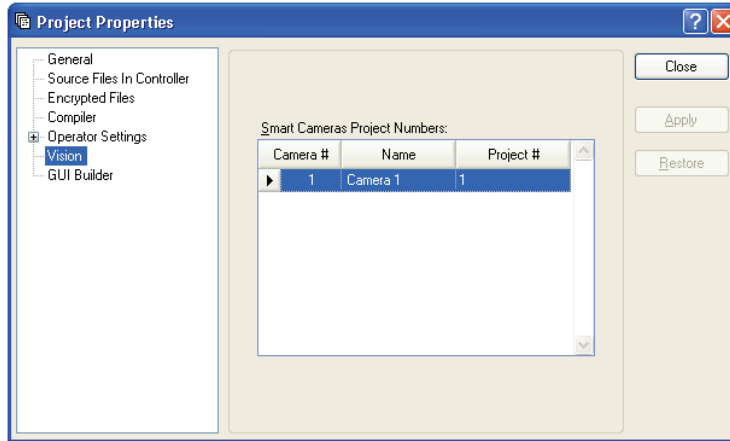 Project Properties
General
Source Files In Controller
Encrypted Files
Compiler
Operator Settings
Vision
GUI Builder
Smart Cameras Project Numbers:
Camera # Name Project #
1 Camera 1 1
Close
Apply
Restore